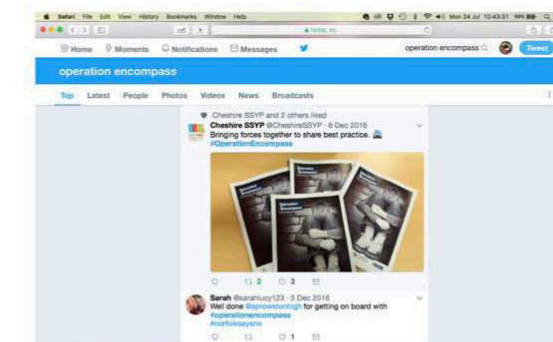 Safari File Edit View History Bookmarks Window Help
Mon 24 Jul 10:43:31 99%
Home Moments Notifications Messages
operation encompass
Tweet
operation encompass
Top Latest People Photos Videos News Broadcasts
Cheshire SSYP and 2 others liked
Cheshire SSYP @CheshireSSYP · 6 Dec 2016
Bringing forces together to share best practice.
#OperationEncompass
2 3
Sarah @sarahlucy123 · 5 Dec 2016
Well done @sprowstonhigh for getting on board with
#operationencompass
#norfolksaysno
1